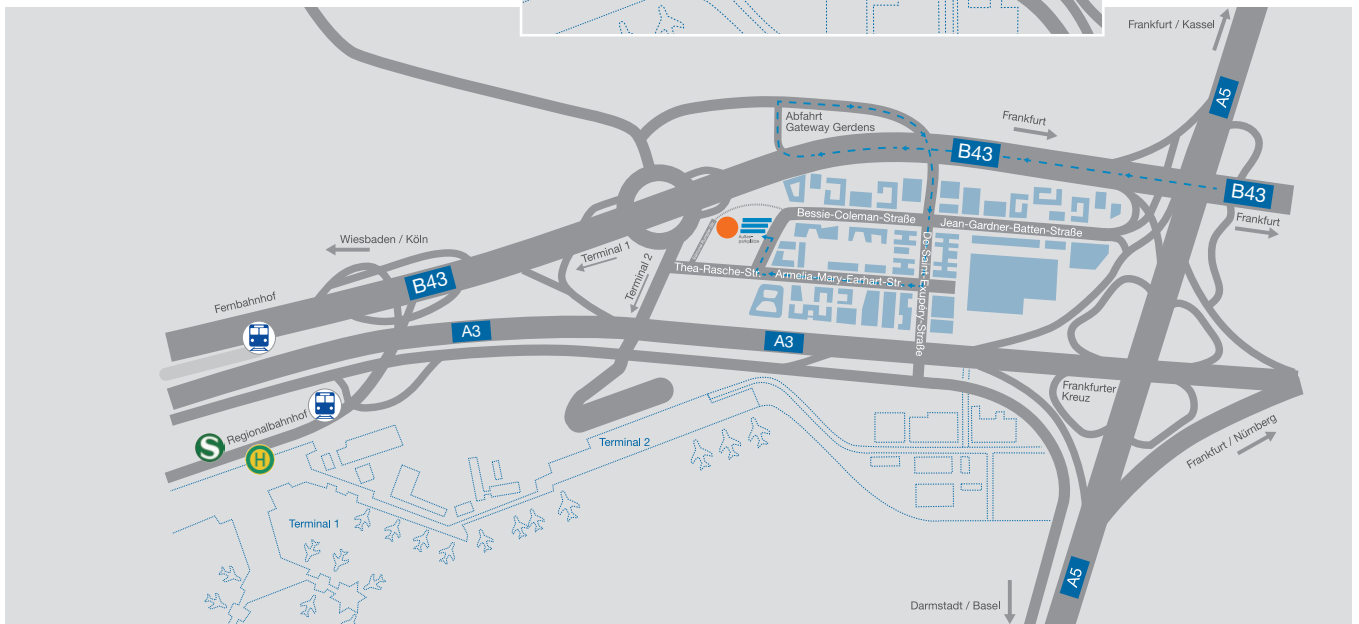 Frankfurt / Kassel
A5
Frankfurt
Abfahrt
Gateway Gerdens
B43
B43
Frankfurt
Bessie-Coleman-Straße
Jean-Gardner-Batten-Straße
De-Saint-Exupéry-Straße
Wiesbaden / Köln
Terminal 1
Terminal 2
Thea-Rasche-Str.
Armelia-Mary-Earhart-Str.
B43
Fernbahnhof
A3
A3
Frankfurter
Kreuz
Regionalbahnhof
S
H
Terminal 2
Frankfurt / Nürnberg
Terminal 1
A5
Darmstadt / Basel